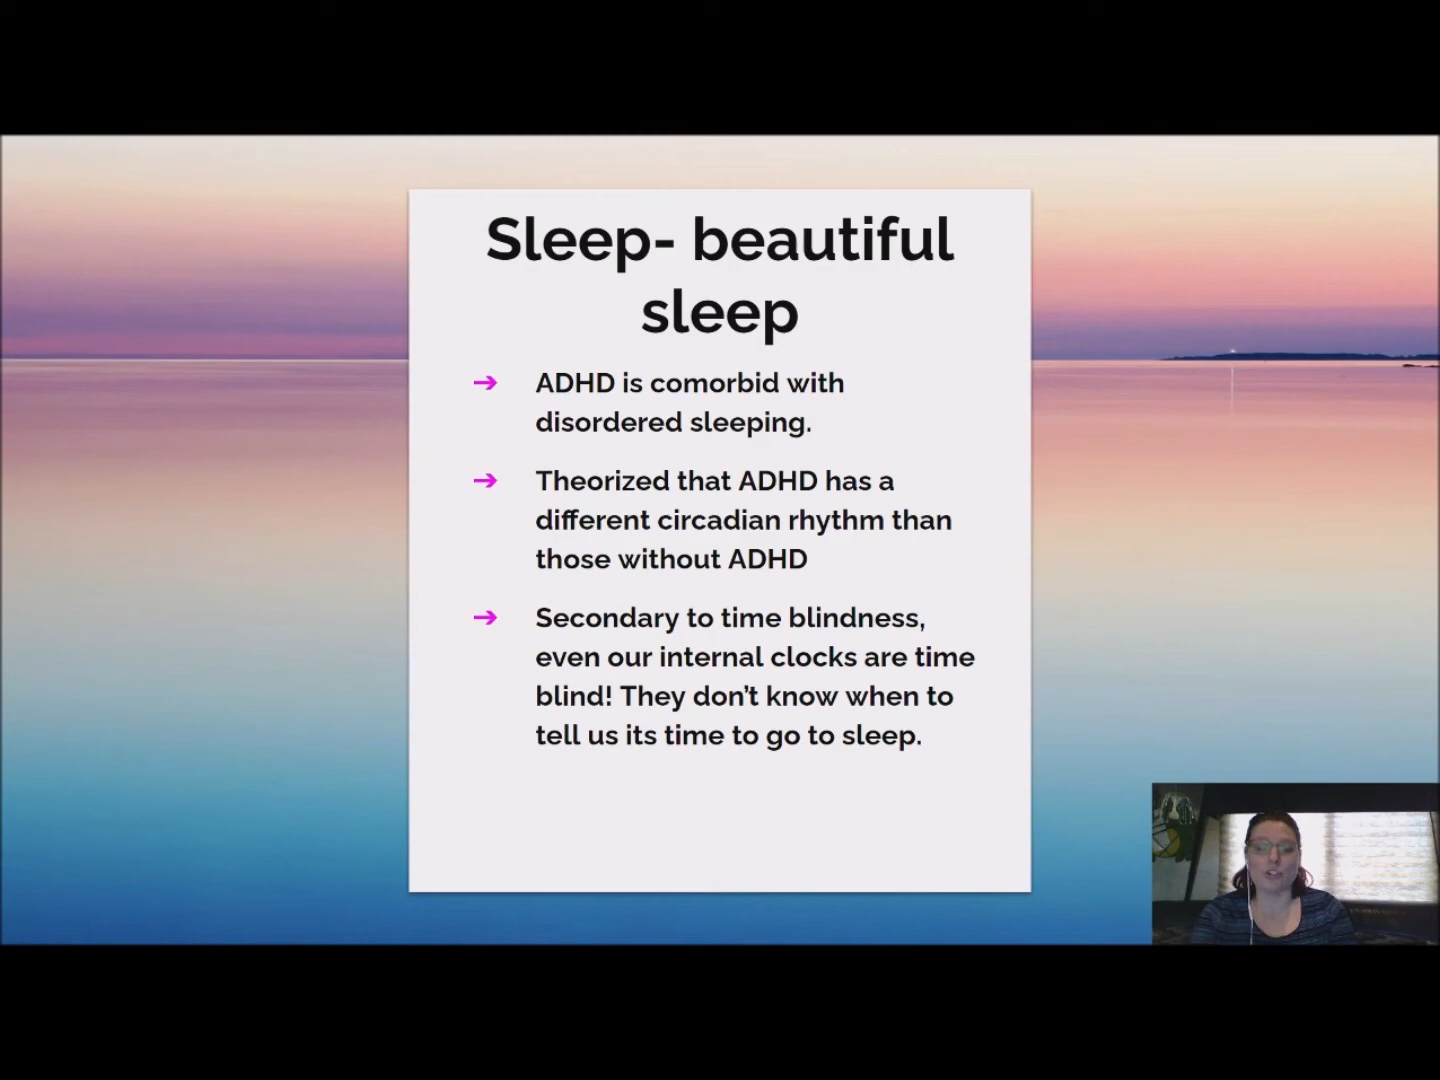 Sleep- beautiful
sleep
➔ ADHD is comorbid with
disordered sleeping.
➔ Theorized that ADHD has a
different circadian rhythm than
those without ADHD
➔ Secondary to time blindness,
even our internal clocks are time
blind! They don’t know when to
tell us its time to go to sleep.